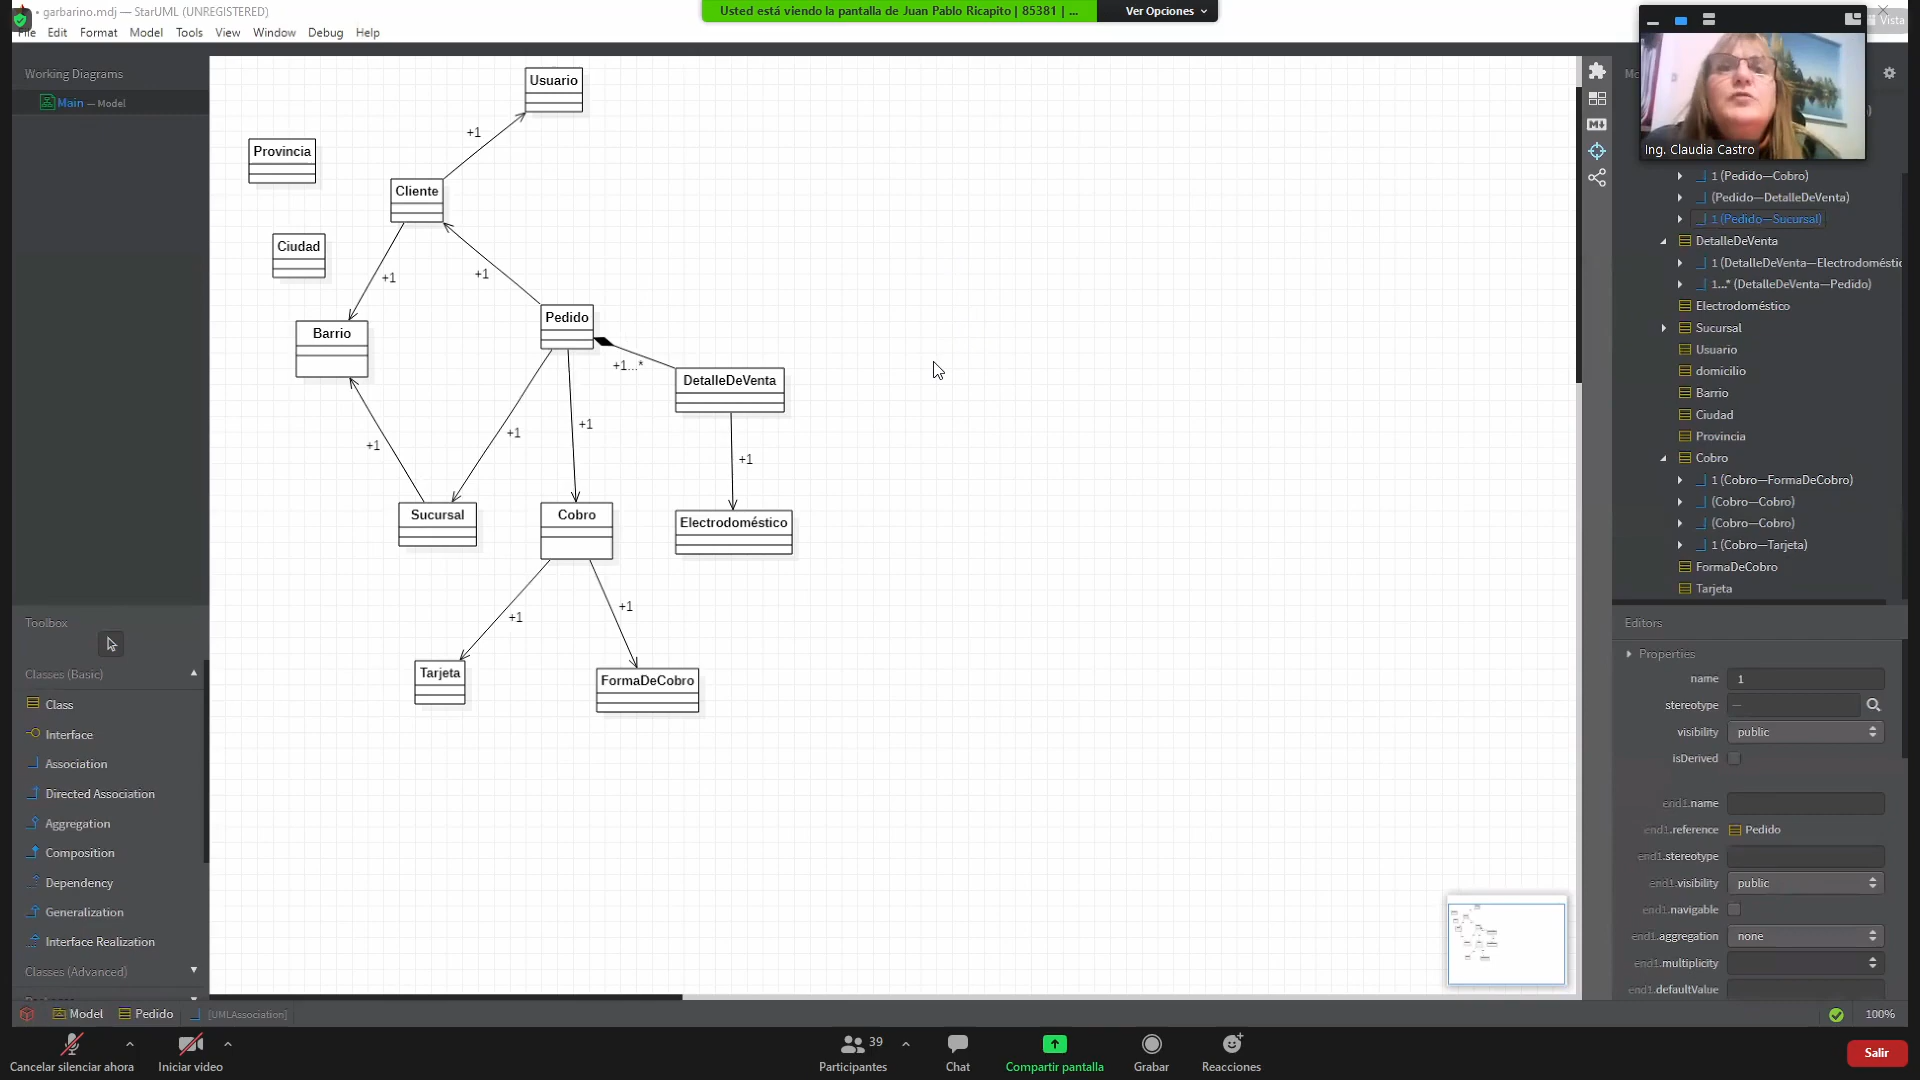 garbarino.mdj — StarUML (UNREGISTERED)
Usted está viendo la pantalla de Juan Pablo Ricapito | 85381 | ...
Ver Opciones
Vista
File Edit Format Model Tools View Window Debug Help
Working Diagrams
Main — Model
Usuario
+1
Provincia
Cliente
Ciudad
+1
+1
Barrio
Pedido
+1...*
DetalleDeVenta
+1
+1
+1
+1
Sucursal
Cobro
Electrodoméstico
+1
+1
Tarjeta
FormaDeCobro
Toolbox
Classes (Basic)
Class
Interface
Association
Directed Association
Aggregation
Composition
Dependency
Generalization
Interface Realization
Classes (Advanced)
Ing. Claudia Castro
1 (Pedido—Cobro)
(Pedido—DetalleDeVenta)
1 (Pedido—Sucursal)
DetalleDeVenta
1 (DetalleDeVenta—Electrodoméstic
1...* (DetalleDeVenta—Pedido)
Electrodoméstico
Sucursal
Usuario
domicilio
Barrio
Ciudad
Provincia
Cobro
1 (Cobro—FormaDeCobro)
(Cobro—Cobro)
(Cobro—Cobro)
1 (Cobro—Tarjeta)
FormaDeCobro
Tarjeta
Editors
Properties
name 1
stereotype —
visibility public
isDerived
end1.name
end1.reference Pedido
end1.stereotype
end1.visibility public
end1.navigable
end1.aggregation none
end1.multiplicity
end1.defaultValue
Model Pedido [UMLAssociation]
100%
Cancelar silenciar ahora
Iniciar video
Participantes 39
Chat
Compartir pantalla
Grabar
Reacciones
Salir